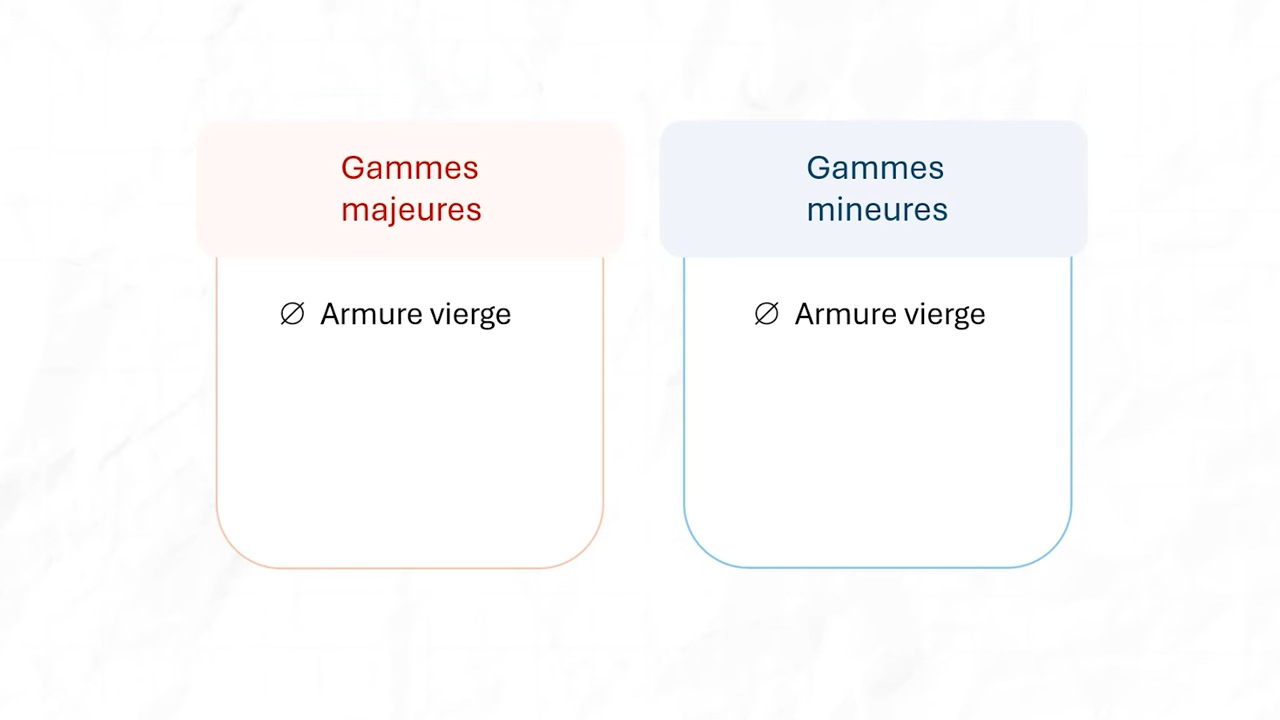 Gammes
majeures
∅ Armure vierge
Gammes
mineures
∅ Armure vierge